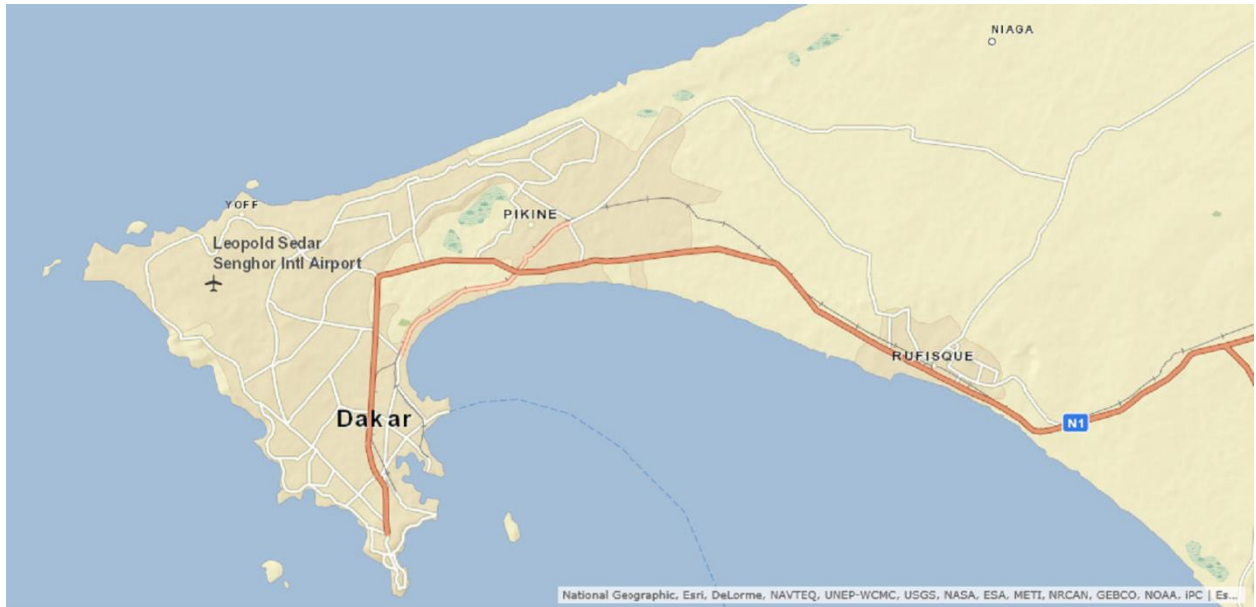 NIAGA
YOFF
PIKINE
Leopold Sedar
Senghor Intl Airport
RUFISQUE
Dakar
N1
National Geographic, Esri, DeLorme, NAVTEQ, UNEP-WCMC, USGS, NASA, ESA, METI, NRCAN, GEBCO, NOAA, iPC | Es...